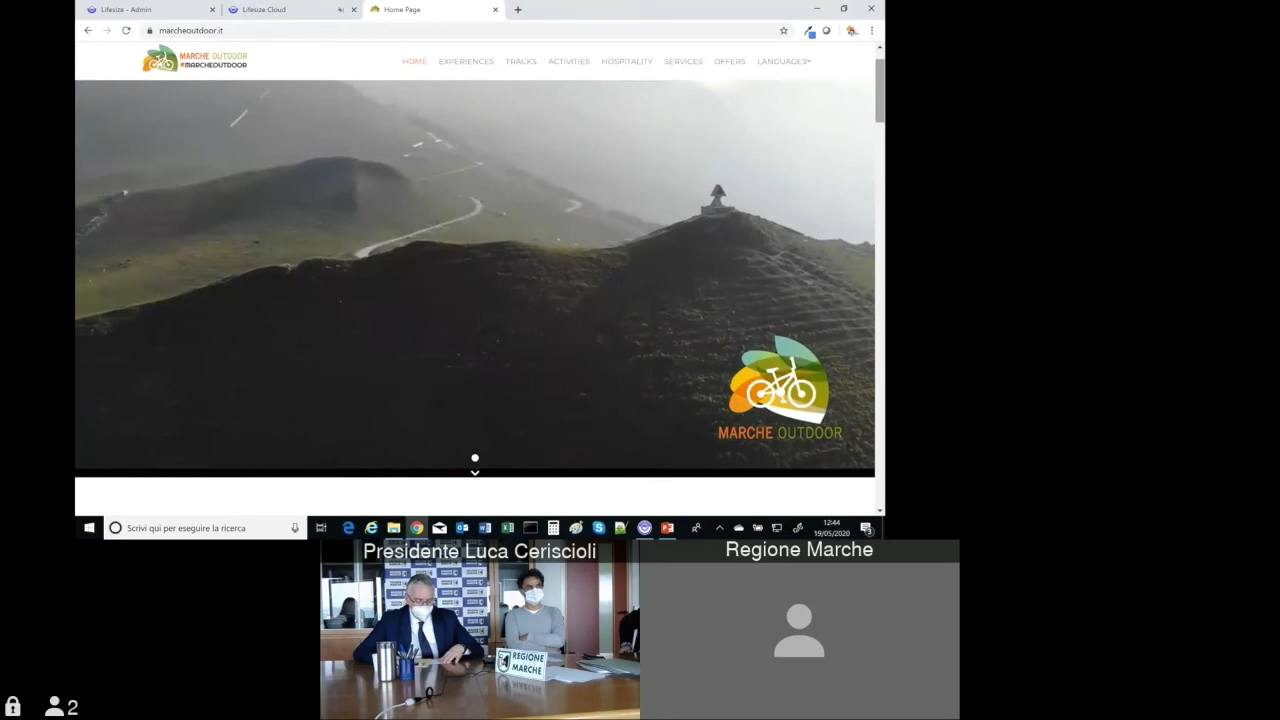 Lifesize - Admin
Lifesize Cloud
Home Page
marcheoutdoor.it
MARCHE OUTDOOR
#MARCHEOUTDOOR
HOME EXPERIENCES TRACKS ACTIVITIES HOSPITALITY SERVICES OFFERS LANGUAGES
MARCHE OUTDOOR
Scrivi qui per eseguire la ricerca
12:44
19/05/2020
3
Presidente Luca Ceriscioli
Regione Marche
REGIONE
MARCHE
2